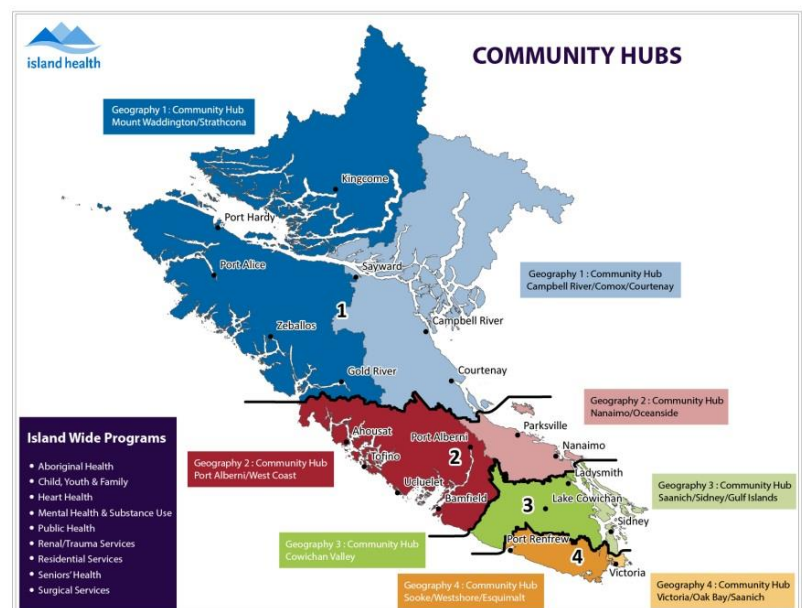 island health
COMMUNITY HUBS
Geography 1 : Community Hub
Mount Waddington/Strathcona
Kingcome
Port Hardy
Port Alice
Sayward
Geography 1 : Community Hub
Campbell River/Comox/Courtenay
1
Campbell River
Zeballos
Gold River
Courtenay
Geography 2 : Community Hub
Nanaimo/Oceanside
Parksville
Ahousat
Port Alberni
Nanaimo
Tofino
2
Geography 2 : Community Hub
Port Alberni/West Coast
Ladysmith
Ucluelet
Bamfield
Lake Cowichan
3
Geography 3 : Community Hub
Saanich/Sidney/Gulf Islands
Sidney
Geography 3 : Community Hub
Cowichan Valley
Port Renfrew
4
Victoria
Geography 4 : Community Hub
Sooke/Westshore/Esquimalt
Geography 4 : Community Hub
Victoria/Oak Bay/Saanich
Island Wide Programs
• Aboriginal Health
• Child, Youth & Family
• Heart Health
• Mental Health & Substance Use
• Public Health
• Renal/Trauma Services
• Residential Services
• Seniors' Health
• Surgical Services